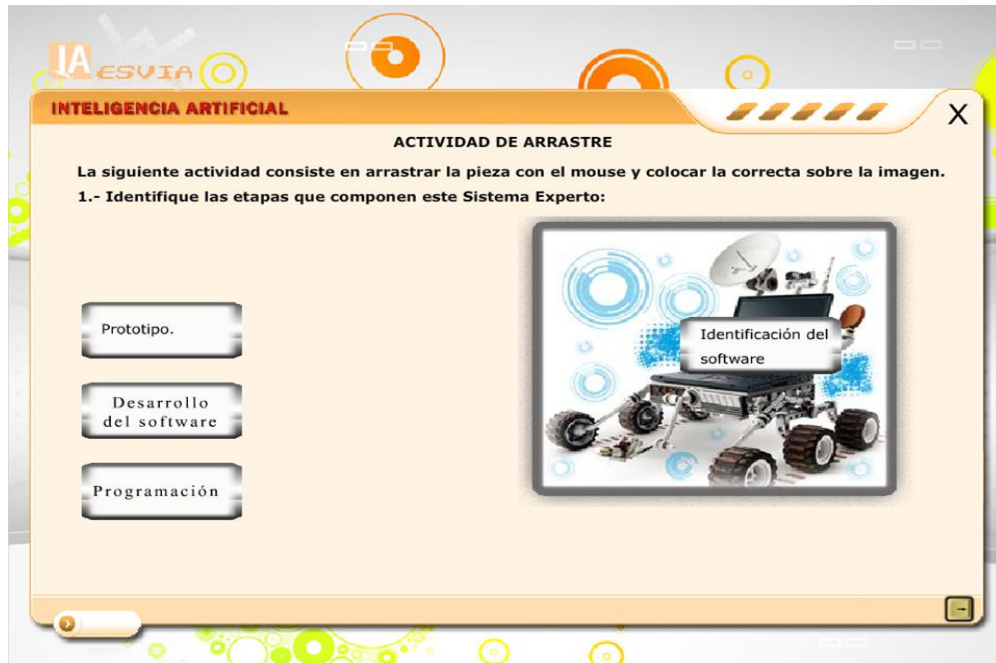 IA ESVIA
INTELIGENCIA ARTIFICIAL
X
ACTIVIDAD DE ARRASTRE
La siguiente actividad consiste en arrastrar la pieza con el mouse y colocar la correcta sobre la imagen.
1.- Identifique las etapas que componen este Sistema Experto:
Prototipo.
Desarrollo
del software
Programación
Identificación del
software